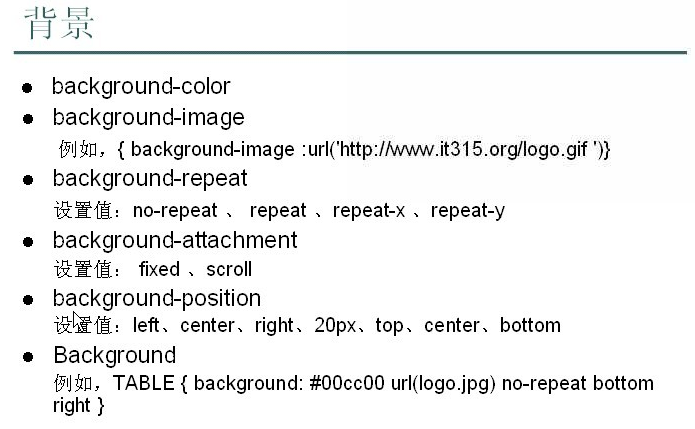 背景
● background-color
● background-image
例如，{ background-image :url('http://www.it315.org/logo.gif ')}
● background-repeat
设置值：no-repeat 、 repeat 、repeat-x 、repeat-y
● background-attachment
设置值： fixed 、scroll
● background-position
设置值：left、center、right、20px、top、center、bottom
● Background
例如，TABLE { background: #00cc00 url(logo.jpg) no-repeat bottom
right }